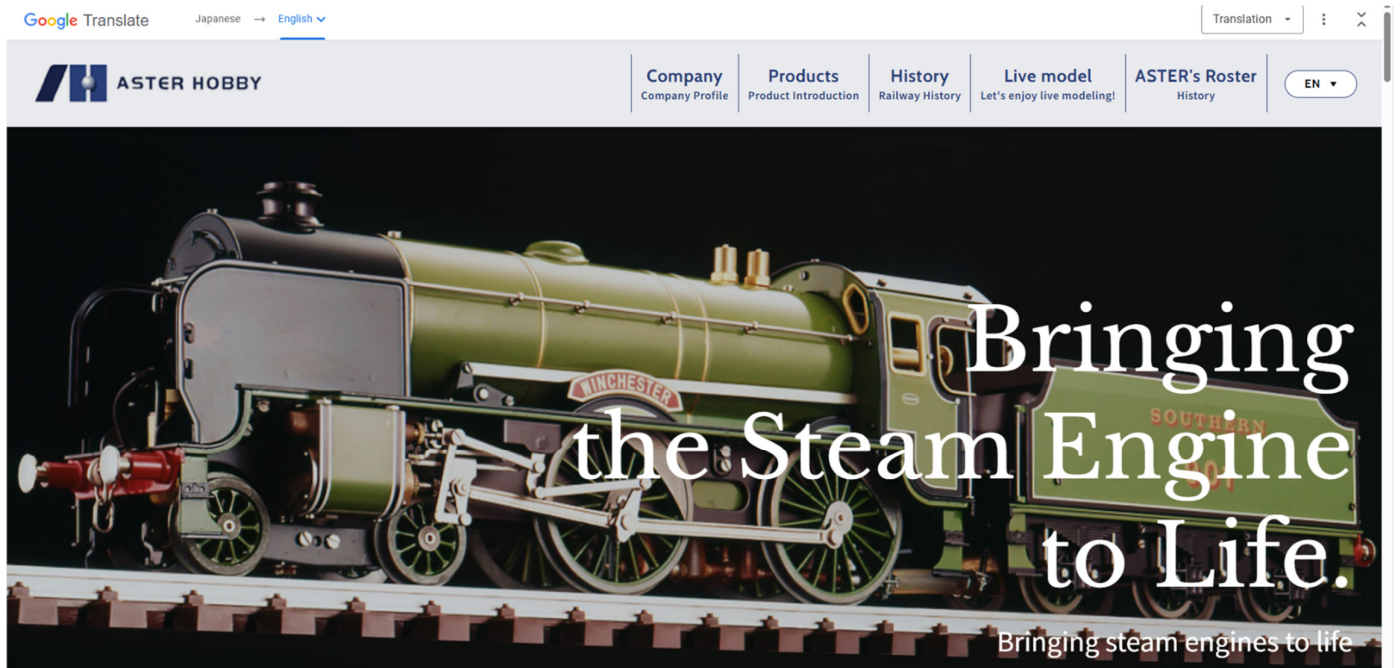 Google Translate
Japanese → English
Translation
ASTER HOBBY
Company
Company Profile
Products
Product Introduction
History
Railway History
Live model
Let's enjoy live modeling!
ASTER's Roster
History
EN
WINCHESTER
SOUTHERN
901
Bringing
the Steam Engine
to Life.
Bringing steam engines to life